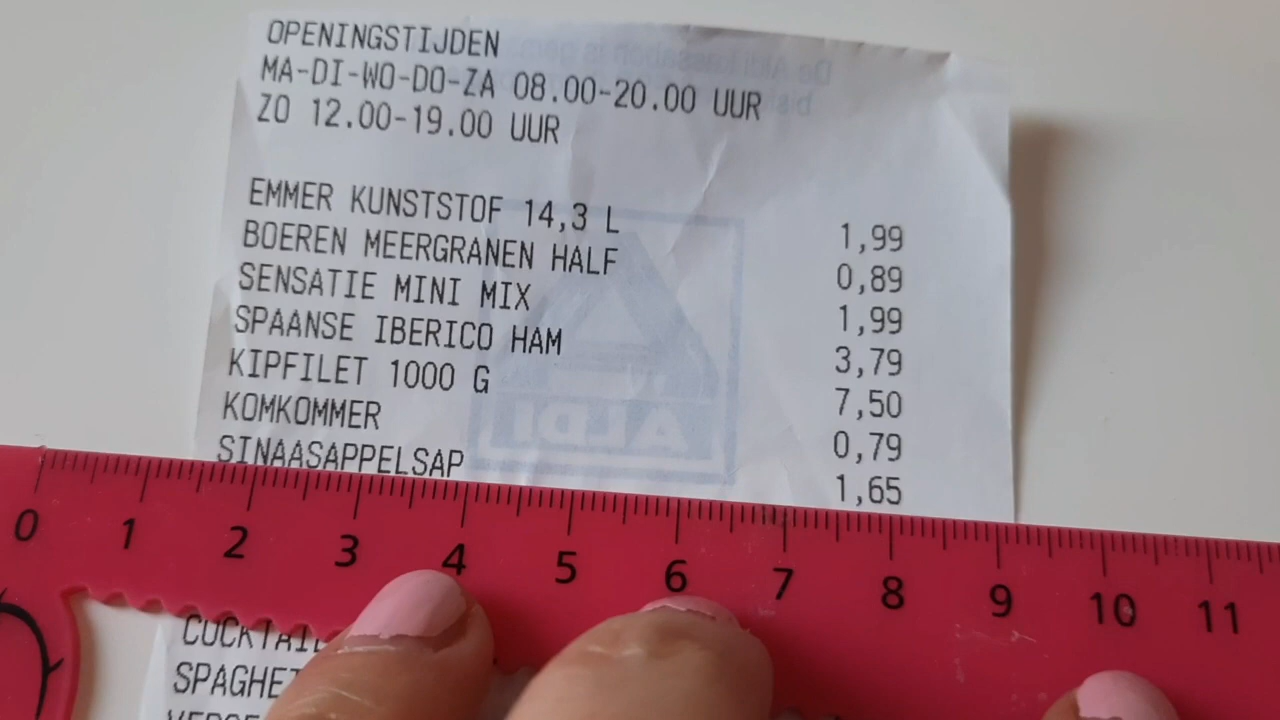 OPENINGSTIJDEN
MA-DI-WO-DO-ZA 08.00-20.00 UUR
ZO 12.00-19.00 UUR
EMMER KUNSTSTOF 14,3 L 1,99
BOEREN MEERGRANEN HALF 0,89
SENSATIE MINI MIX 1,99
SPAANSE IBERICO HAM 3,79
KIPFILET 1000 G 7,50
KOMKOMMER 0,79
SINAASAPPELSAP 1,65
ALDI
0 1 2 3 4 5 6 7 8 9 10 11